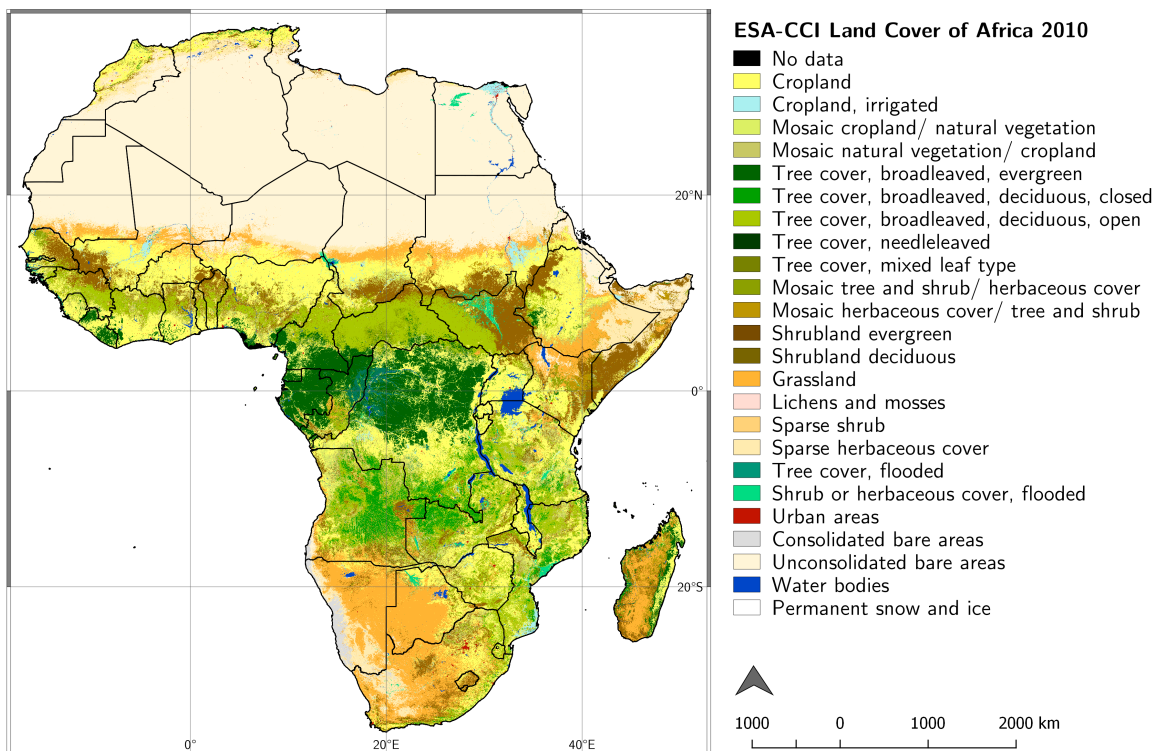 ESA-CCI Land Cover of Africa 2010
No data
Cropland
Cropland, irrigated
Mosaic cropland/ natural vegetation
Mosaic natural vegetation/ cropland
Tree cover, broadleaved, evergreen
Tree cover, broadleaved, deciduous, closed
Tree cover, broadleaved, deciduous, open
Tree cover, needleleaved
Tree cover, mixed leaf type
Mosaic tree and shrub/ herbaceous cover
Mosaic herbaceous cover/ tree and shrub
Shrubland evergreen
Shrubland deciduous
Grassland
Lichens and mosses
Sparse shrub
Sparse herbaceous cover
Tree cover, flooded
Shrub or herbaceous cover, flooded
Urban areas
Consolidated bare areas
Unconsolidated bare areas
Water bodies
Permanent snow and ice
20°N
0°
20°S
0° 20°E 40°E
1000 0 1000 2000 km